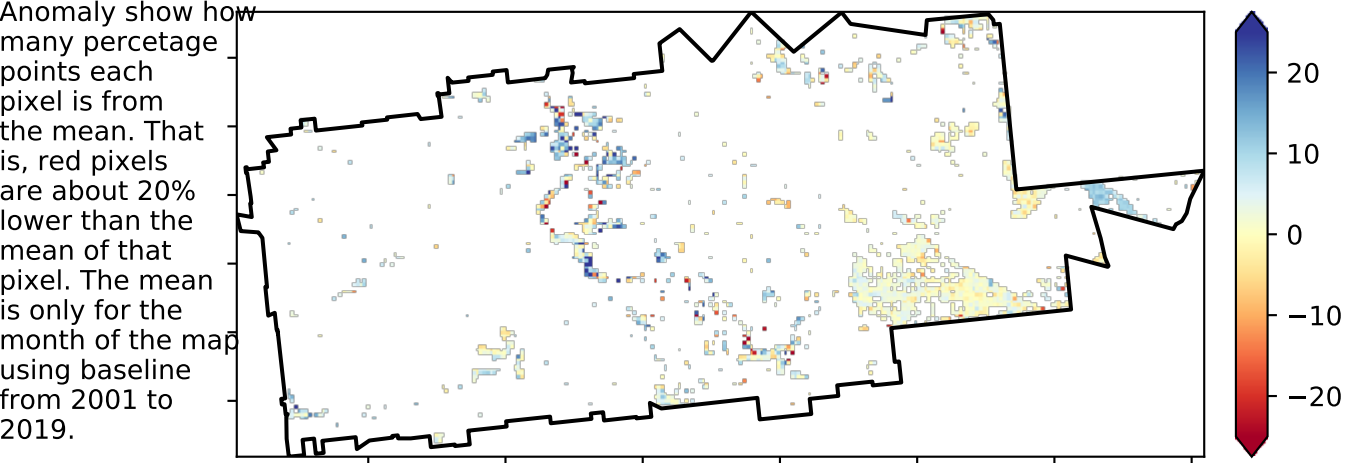 Anomaly show how
many percetage
points each
pixel is from
the mean. That
is, red pixels
are about 20%
lower than the
mean of that
pixel. The mean
is only for the
month of the map
using baseline
from 2001 to
2019.
20
10
0
−10
−20